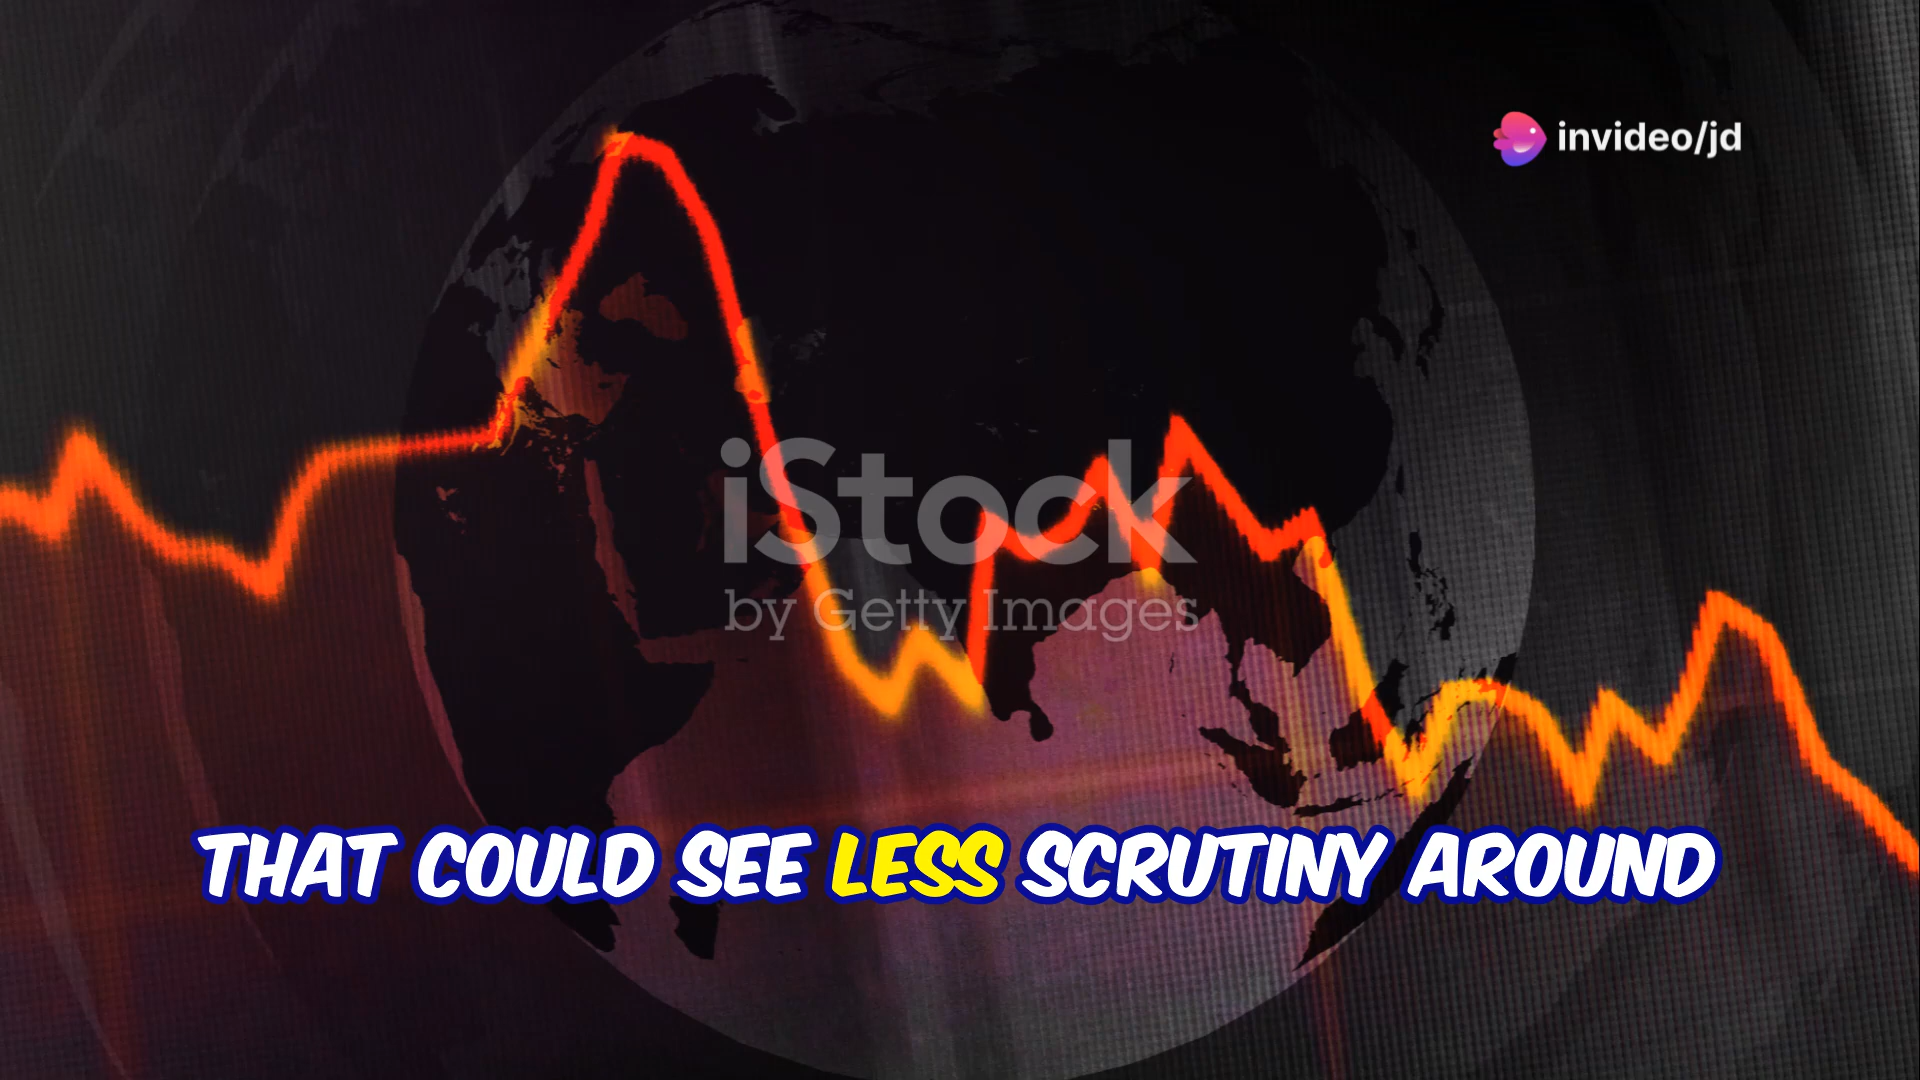 invideo/jd
iStock
by Getty Images
THAT COULD SEE LESS SCRUTINY AROUND